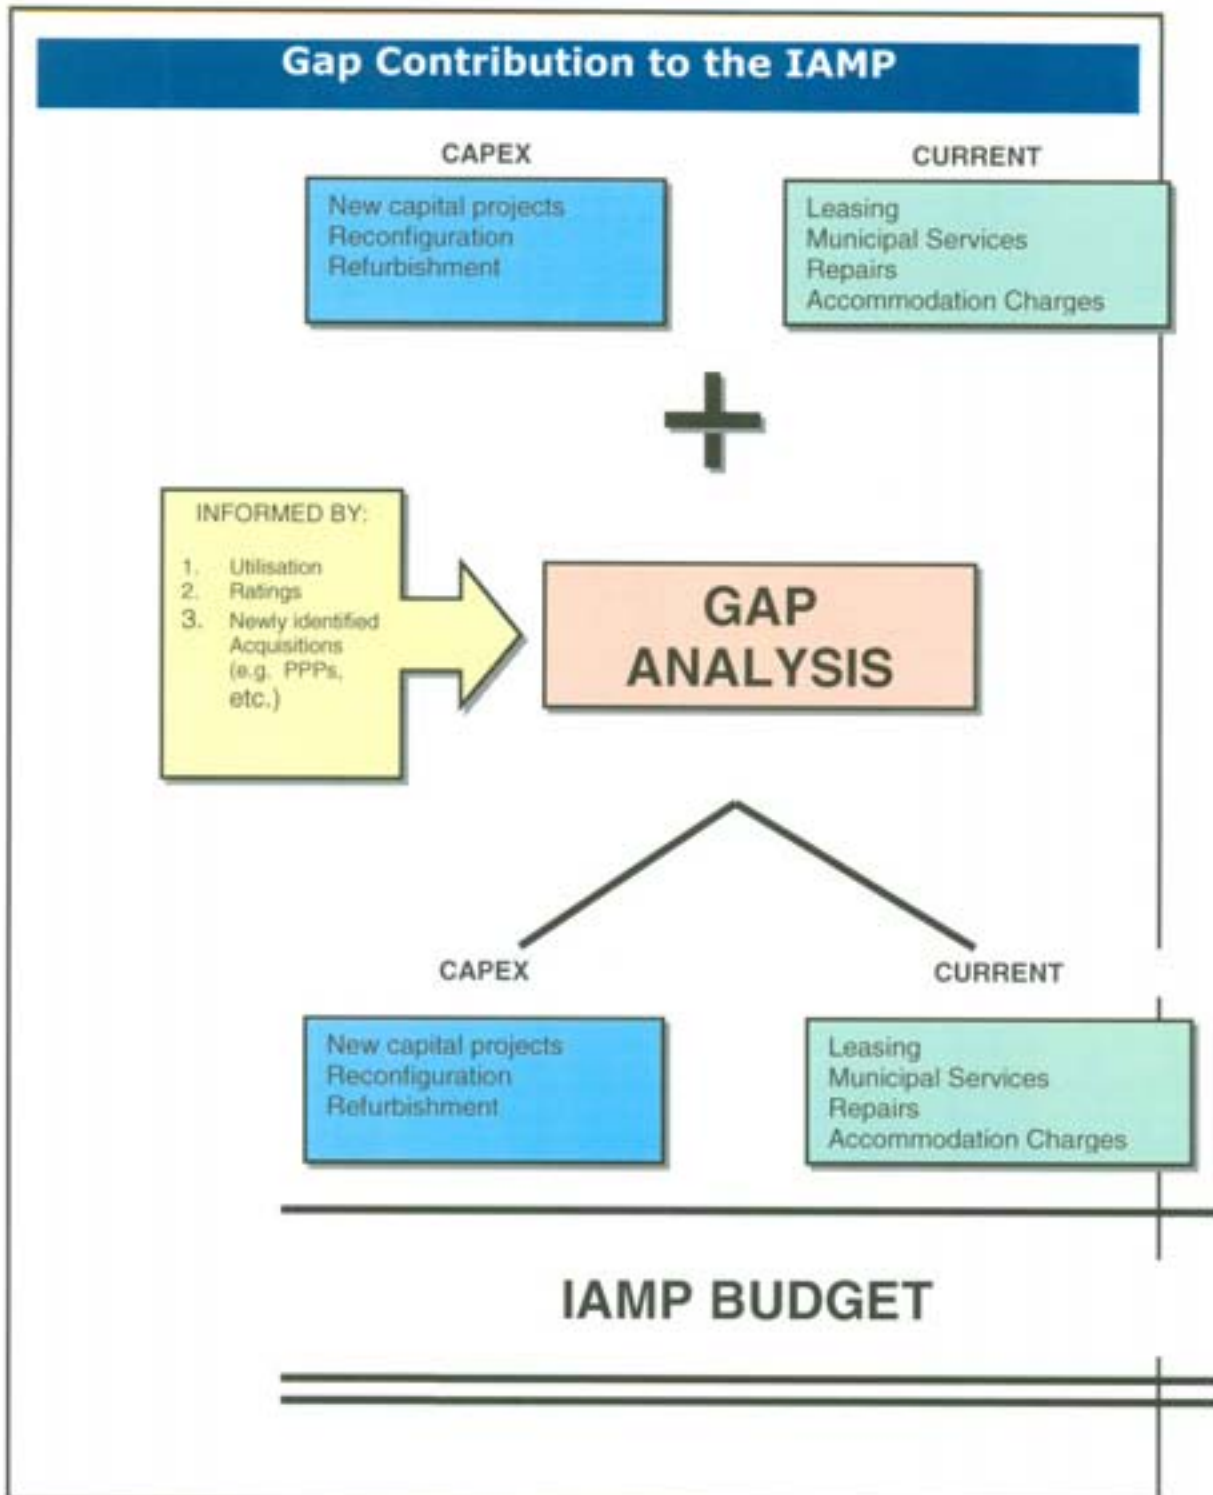 Gap Contribution to the IAMP
CAPEX
CURRENT
New capital projects
Reconfiguration
Refurbishment
Leasing
Municipal Services
Repairs
Accommodation Charges
+
INFORMED BY:
1. Utilisation
2. Ratings
3. Newly identified
Acquisitions
(e.g. PPPs,
etc.)
GAP
ANALYSIS
CAPEX
CURRENT
New capital projects
Reconfiguration
Refurbishment
Leasing
Municipal Services
Repairs
Accommodation Charges
IAMP BUDGET